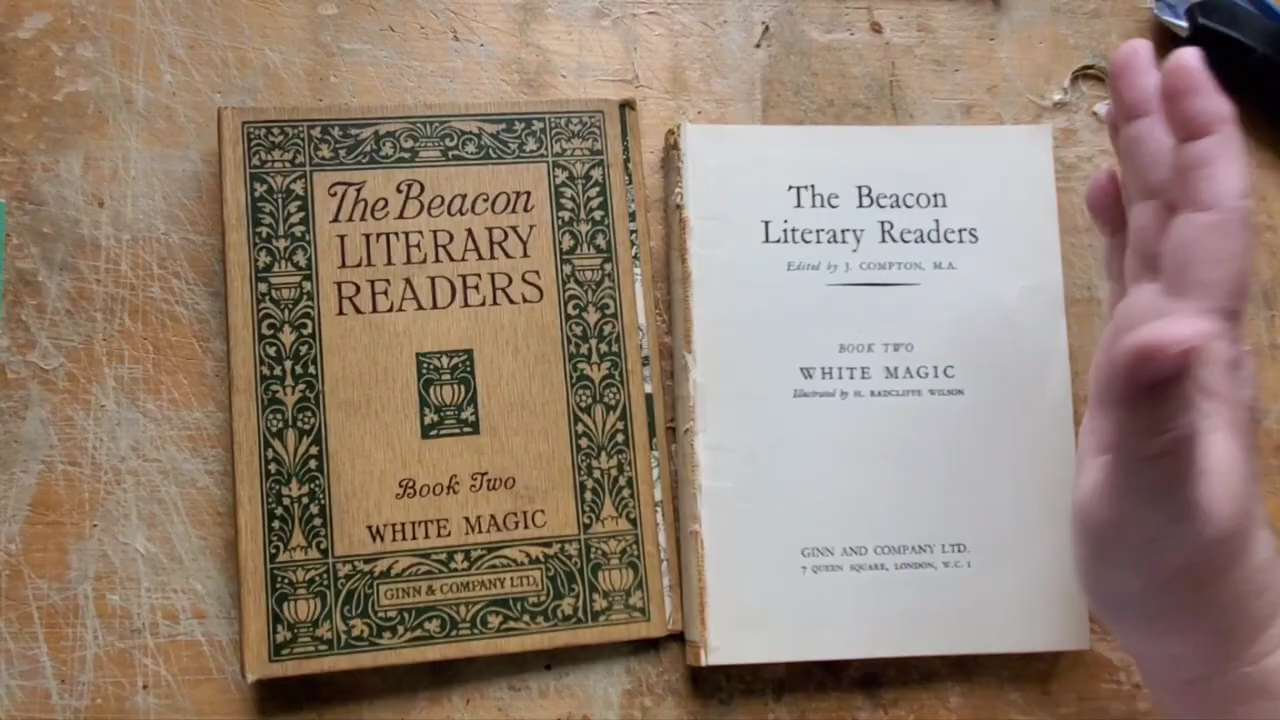 The Beacon
LITERARY
READERS
Book Two
WHITE MAGIC
GINN & COMPANY LTD,
The Beacon
Literary Readers
Edited by J. COMPTON, M.A.
BOOK TWO
WHITE MAGIC
Illustrated by H. RADCLIFFE WILSON
GINN AND COMPANY LTD.
7 QUEEN SQUARE, LONDON, W.C. 1